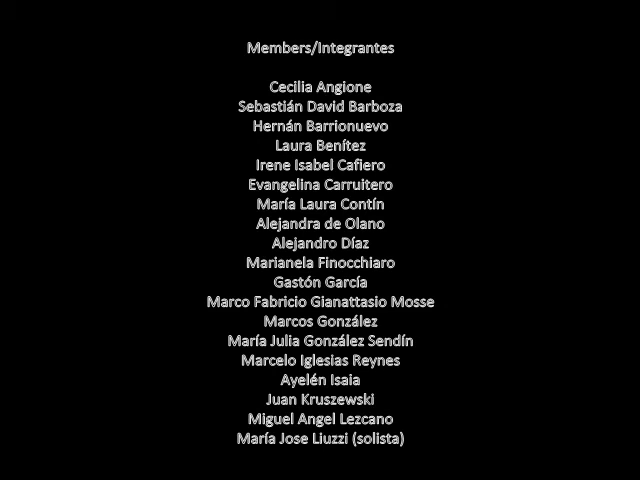 Members/Integrantes
Cecilia Angione
Sebastián David Barboza
Hernán Barrionuevo
Laura Benítez
Irene Isabel Cafiero
Evangelina Carruitero
María Laura Contín
Alejandra de Olano
Alejandro Díaz
Marianela Finocchiaro
Gastón García
Marco Fabricio Gianattasio Mosse
Marcos González
María Julia González Sendín
Marcelo Iglesias Reynes
Ayelén Isaia
Juan Kruszewski
Miguel Angel Lezcano
María Jose Liuzzi (solista)